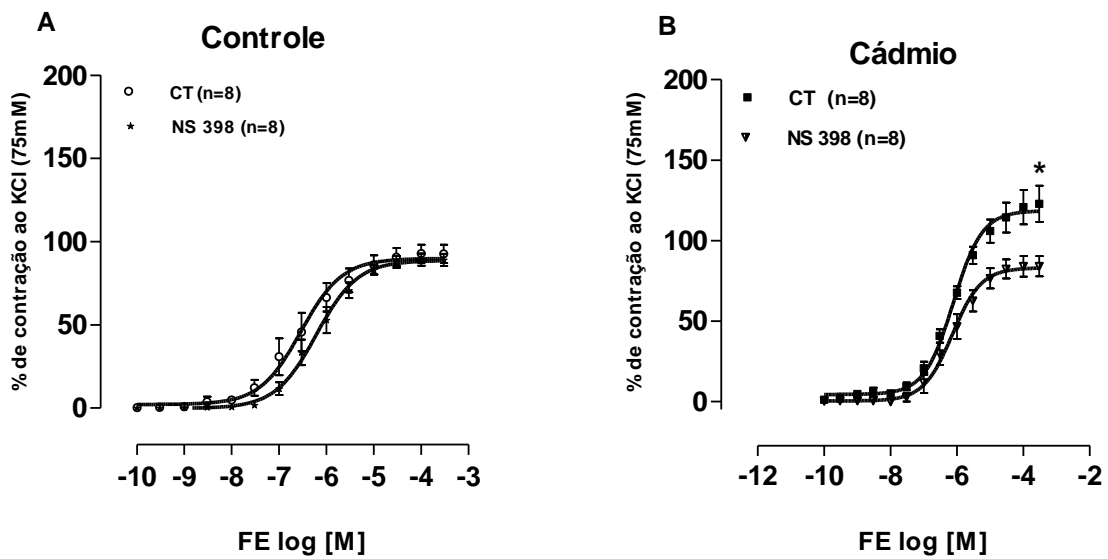 A
Controle
% de contração ao KCl (75mM)
200
150
100
50
0
CT (n=8)
NS 398 (n=8)
-10 -9 -8 -7 -6 -5 -4 -3
FE log [M]
B
Cádmio
% de contração ao KCl (75mM)
200
150
100
50
0
CT (n=8)
NS 398 (n=8)
*
-12 -10 -8 -6 -4 -2
FE log [M]